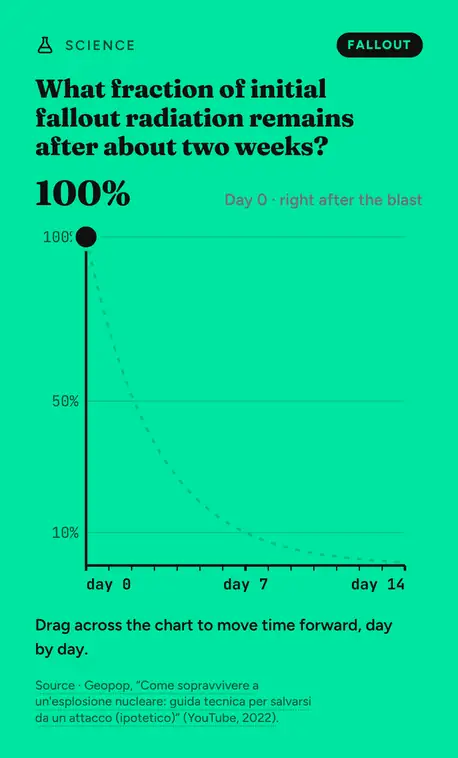 SCIENCE
FALLOUT
What fraction of initial
fallout radiation remains
after about two weeks?
100%
Day 0 · right after the blast
100%
50%
10%
day 0
day 7
day 14
Drag across the chart to move time forward, day
by day.
Source · Geopop, “Come sopravvivere a
un'esplosione nucleare: guida tecnica per salvarsi
da un attacco (ipotetico)” (YouTube, 2022).